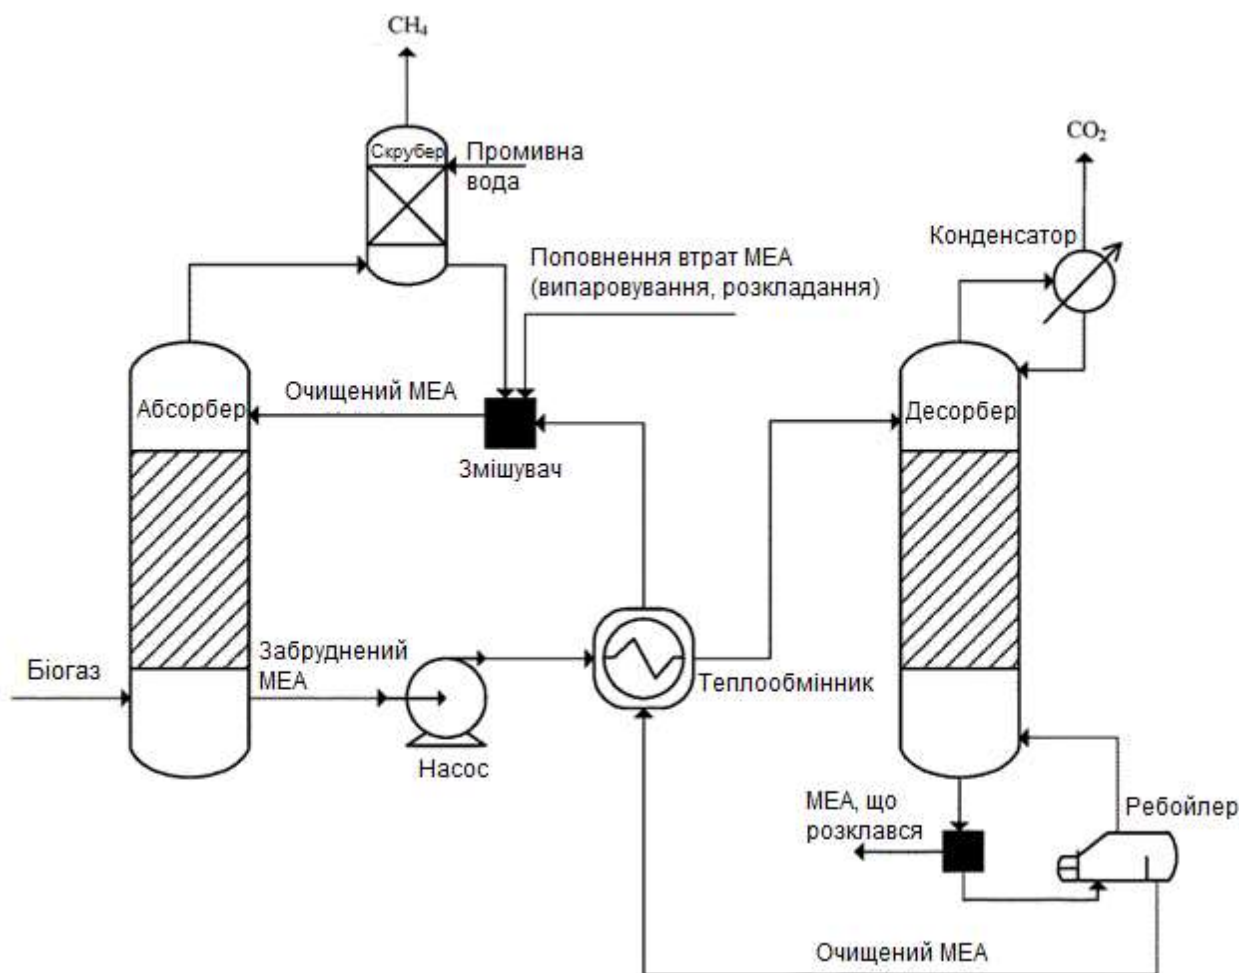 CH₄
Скрубер
Промивна
вода
CO₂
Конденсатор
Поповнення втрат МЕА
(випаровування, розкладання)
Очищений МЕА
Абсорбер
Десорбер
Змішувач
Біогаз
Забруднений
МЕА
Теплообмінник
Насос
МЕА, що
розклався
Ребойлер
Очищений МЕА